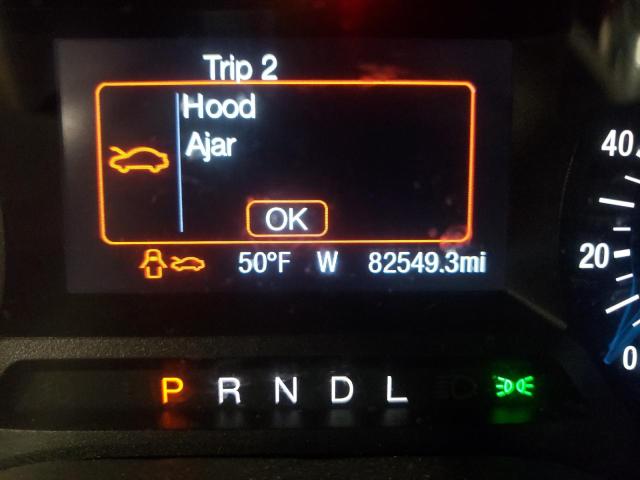 Trip 2
Hood
Ajar
OK
50°F W 82549.3mi
40
20
0
P R N D L